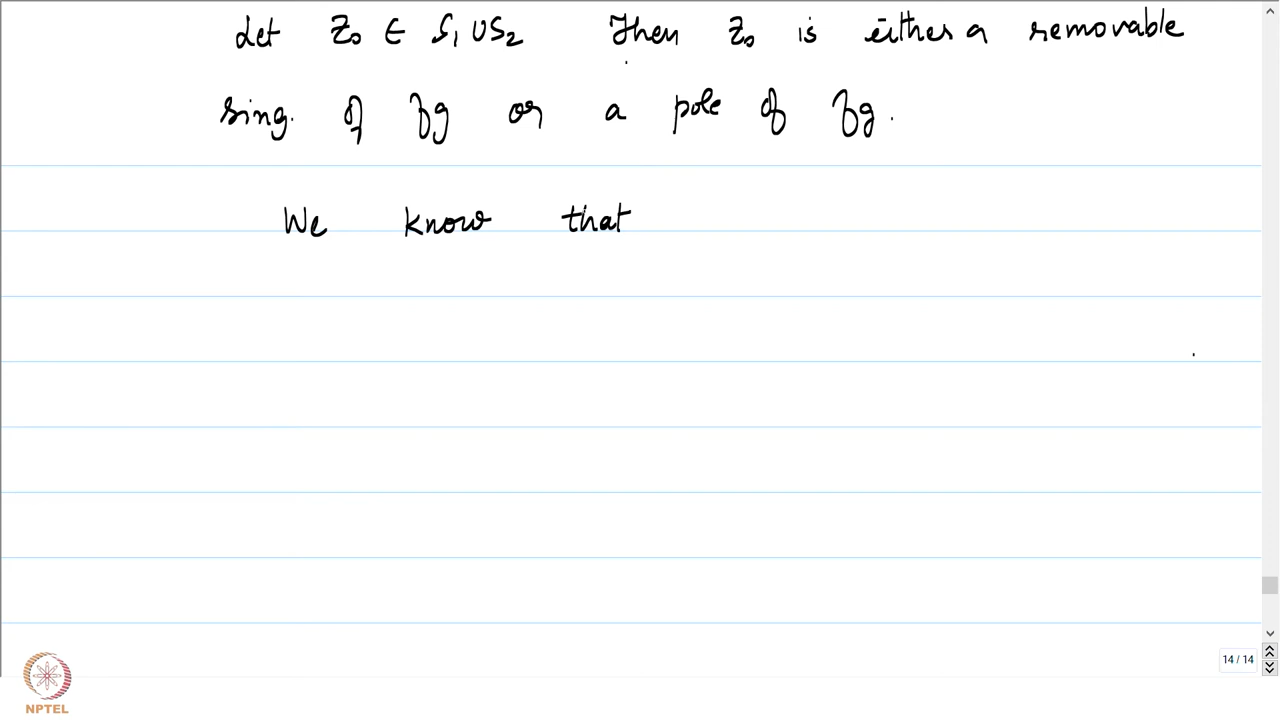 Let z₀ ∈ S₁ ∪ S₂ Then z₀ is either a removable
sing. of fg or a pole of fg.
We know that
14 / 14
NPTEL